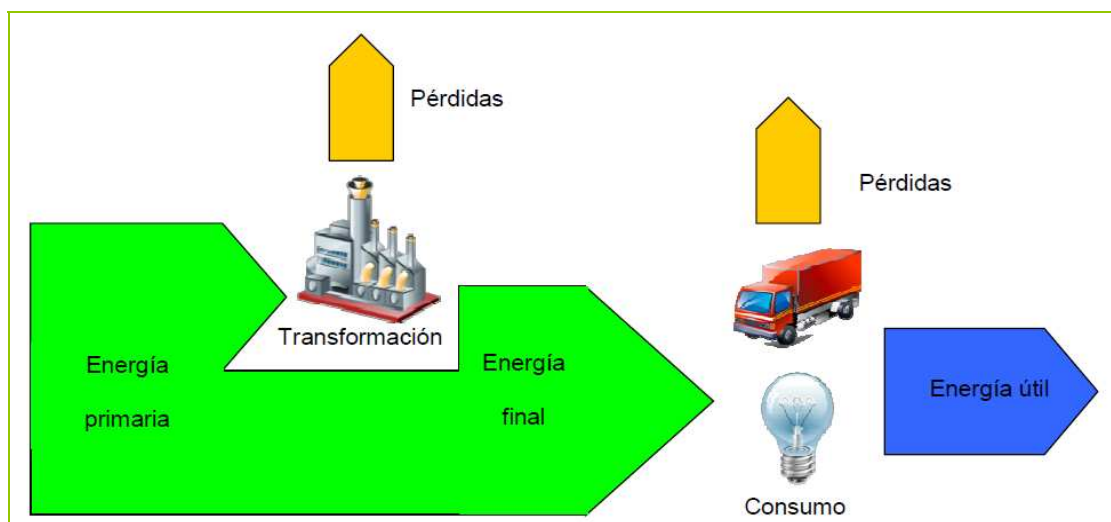 Pérdidas
Pérdidas
Transformación
Energía
primaria
Energía
final
Energía útil
Consumo